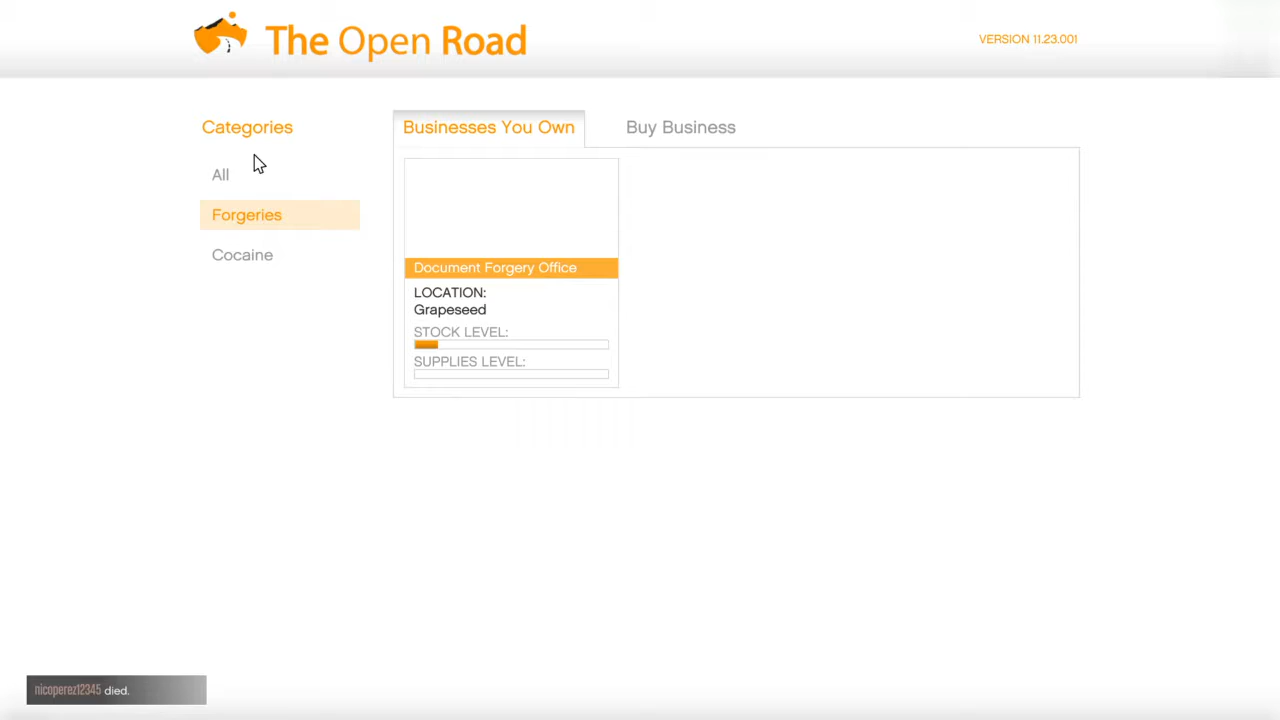 The Open Road
VERSION 11.23.001
Categories
All
Forgeries
Cocaine
Businesses You Own
Buy Business
Document Forgery Office
LOCATION:
Grapeseed
STOCK LEVEL:
SUPPLIES LEVEL:
nicoperez12345 died.